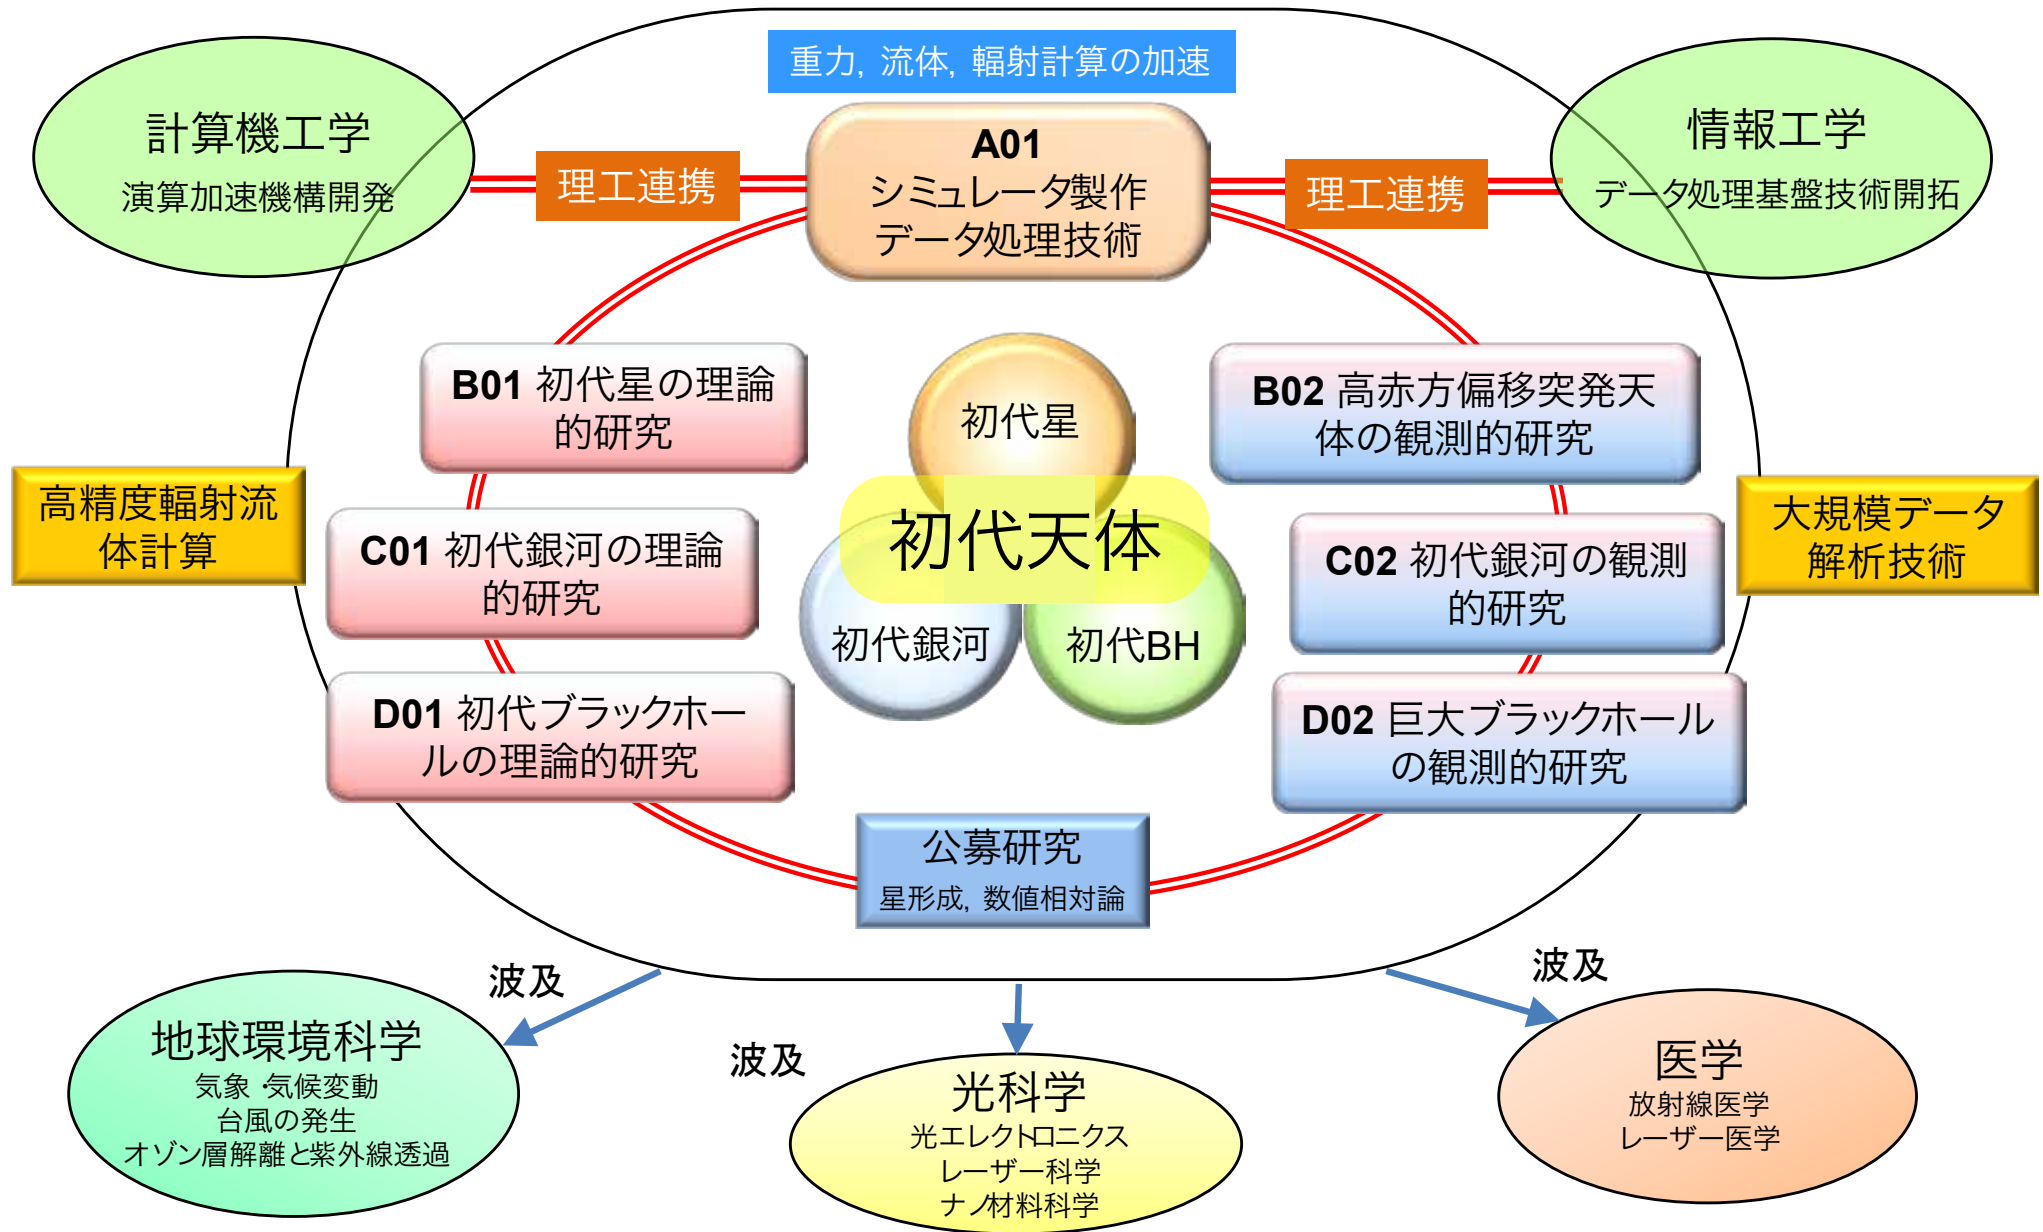 重力, 流体, 輻射計算の加速
計算機工学
演算加速機構開発
理工連携
A01
シミュレータ製作
データ処理技術
理工連携
情報工学
データ処理基盤技術開拓
B01 初代星の理論
的研究
初代星
B02 高赤方偏移突発天
体の観測的研究
高精度輻射流
体計算
C01 初代銀河の理論
的研究
初代天体
C02 初代銀河の観測
的研究
大規模データ
解析技術
初代銀河
初代BH
D01 初代ブラックホー
ルの理論的研究
D02 巨大ブラックホール
の観測的研究
公募研究
星形成, 数値相対論
波及
波及
波及
地球環境科学
気象・気候変動
台風の発生
オゾン層解離と紫外線透過
光科学
光エレクトロニクス
レーザー科学
ナノ材料科学
医学
放射線医学
レーザー医学